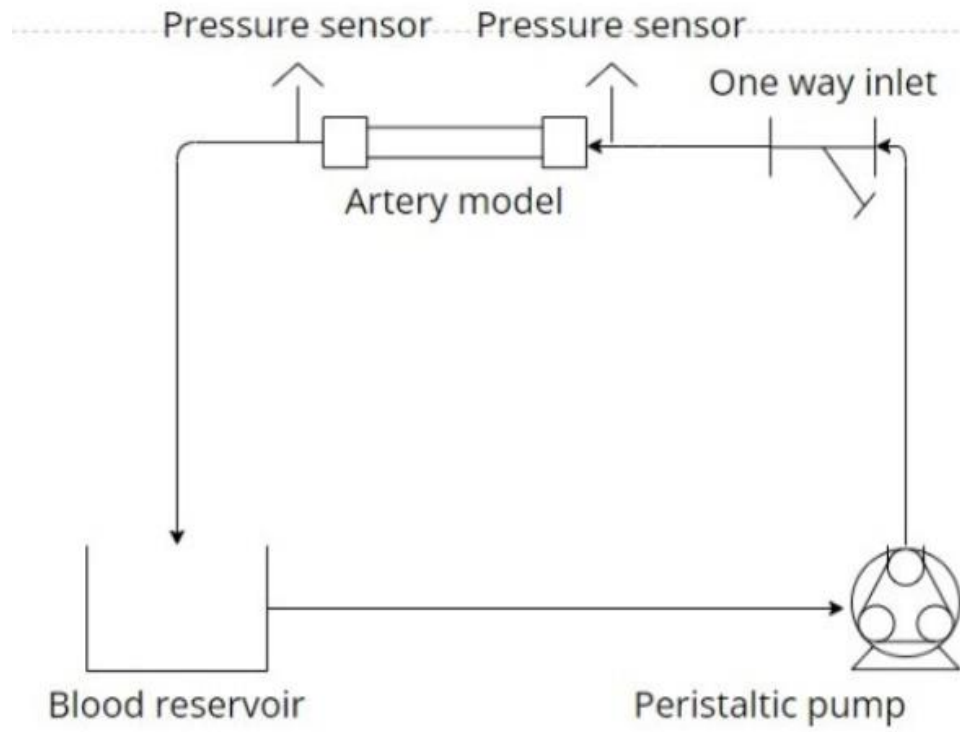 Pressure sensor
Pressure sensor
One way inlet
Artery model
Blood reservoir
Peristaltic pump